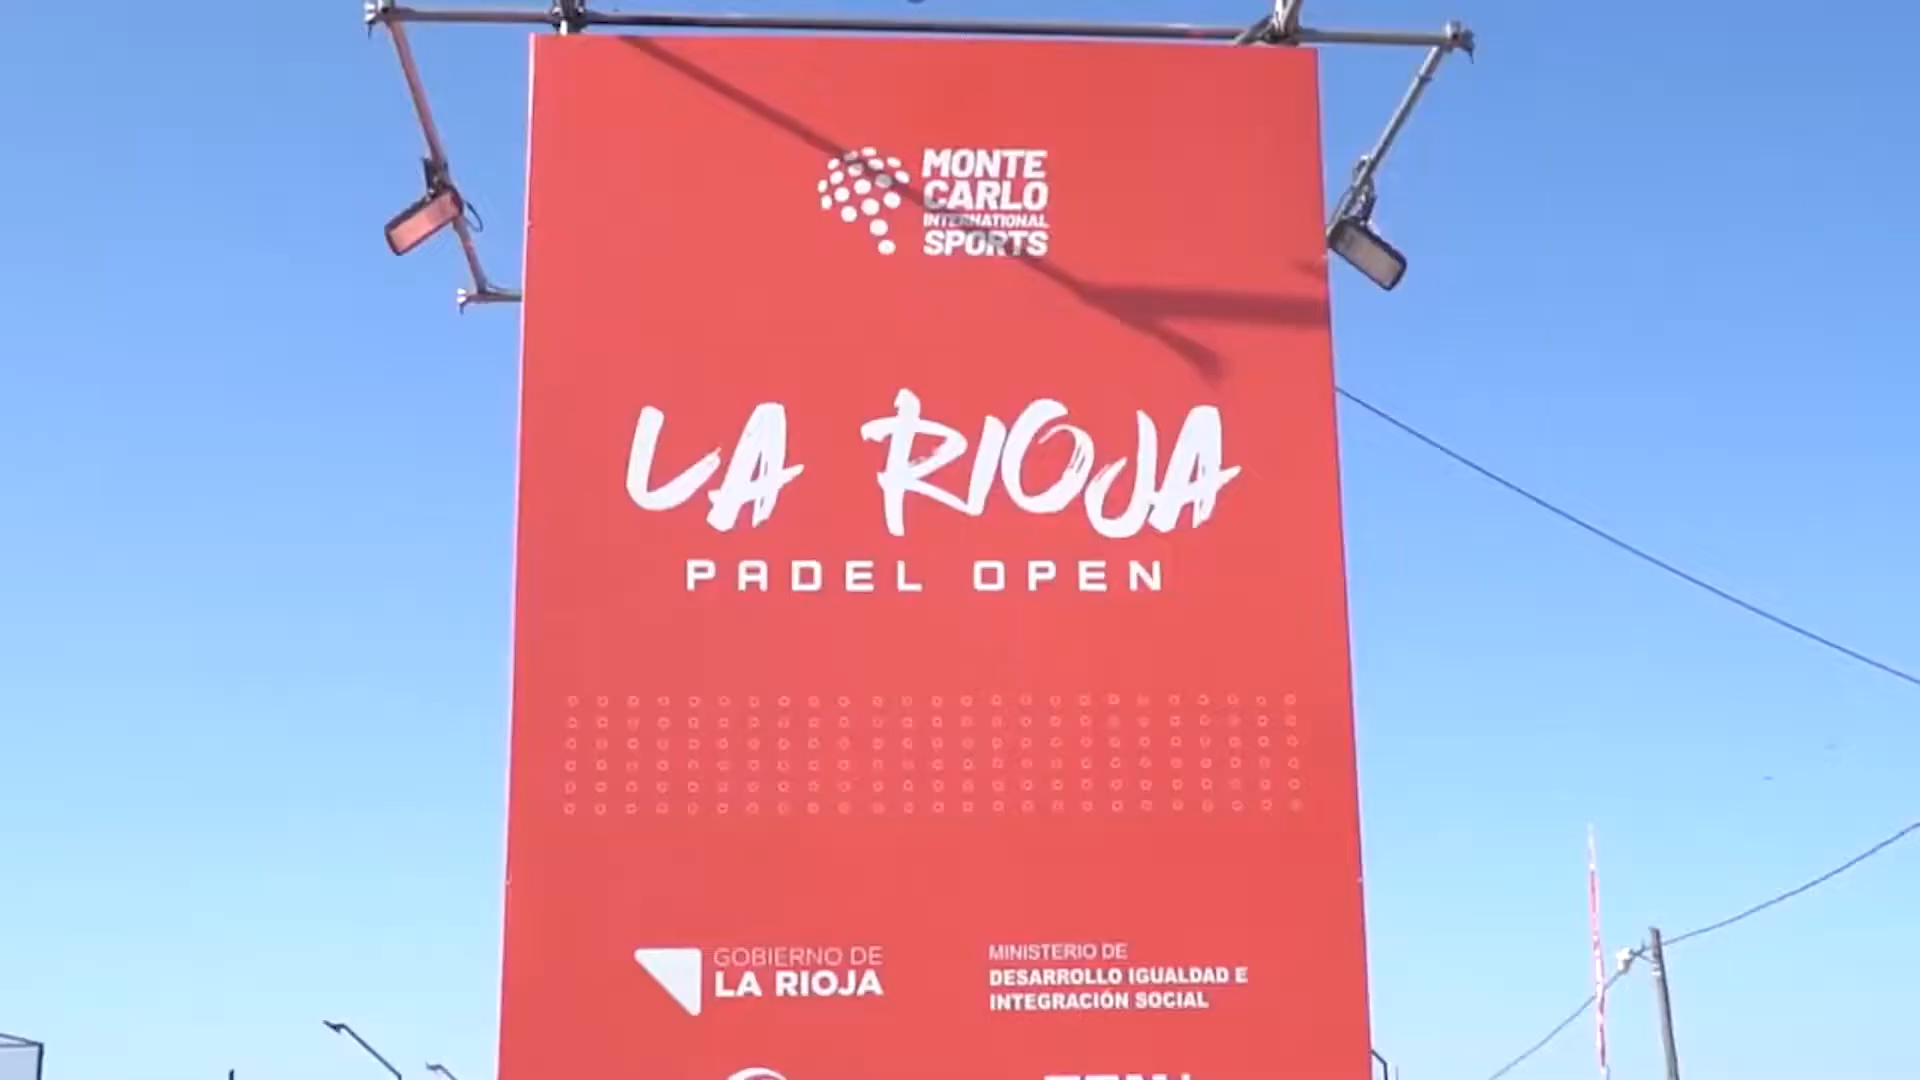 MONTE
CARLO
INTERNATIONAL
SPORTS
LA RIOJA
PADEL OPEN
GOBIERNO DE
LA RIOJA
MINISTERIO DE
DESARROLLO IGUALDAD E
INTEGRACIÓN SOCIAL